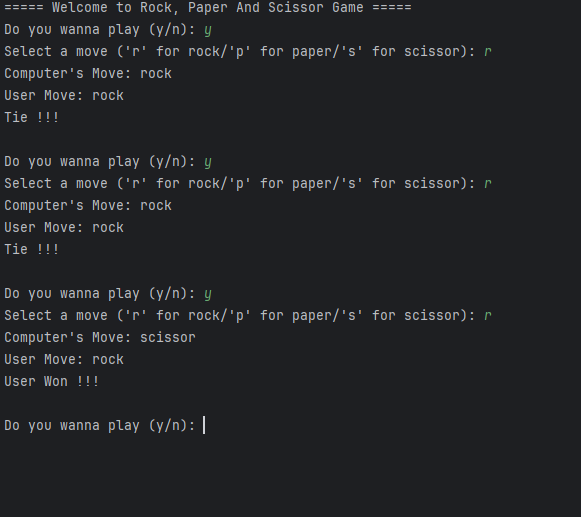 ===== Welcome to Rock, Paper And Scissor Game =====
Do you wanna play (y/n): y
Select a move ('r' for rock/'p' for paper/'s' for scissor): r
Computer's Move: rock
User Move: rock
Tie !!!
Do you wanna play (y/n): y
Select a move ('r' for rock/'p' for paper/'s' for scissor): r
Computer's Move: rock
User Move: rock
Tie !!!
Do you wanna play (y/n): y
Select a move ('r' for rock/'p' for paper/'s' for scissor): r
Computer's Move: scissor
User Move: rock
User Won !!!
Do you wanna play (y/n):